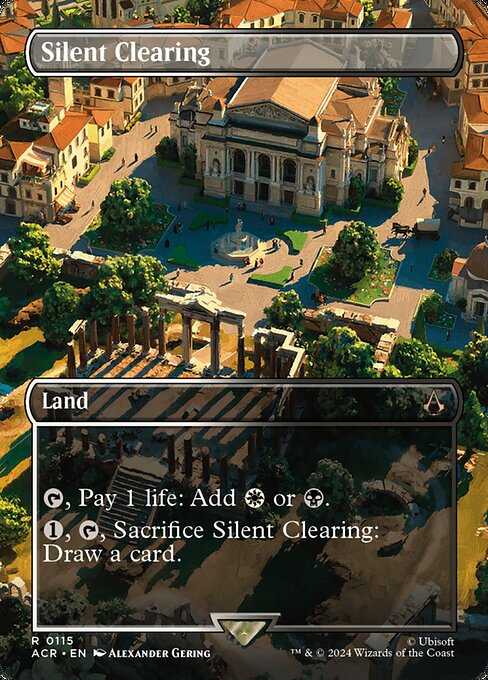 Silent Clearing
Land
, Pay 1 life: Add or .
1, , Sacrifice Silent Clearing:
Draw a card.
R 0115
ACR • EN Alexander Gering
© Ubisoft
™ & © 2024 Wizards of the Coast